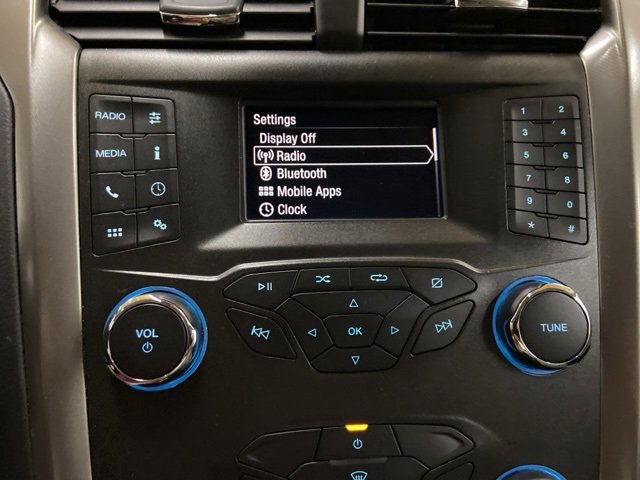 RADIO
MEDIA
i
Settings
Display Off
Radio
Bluetooth
Mobile Apps
Clock
1 2
3 4
5 6
7 8
9 0
* #
VOL
OK
TUNE